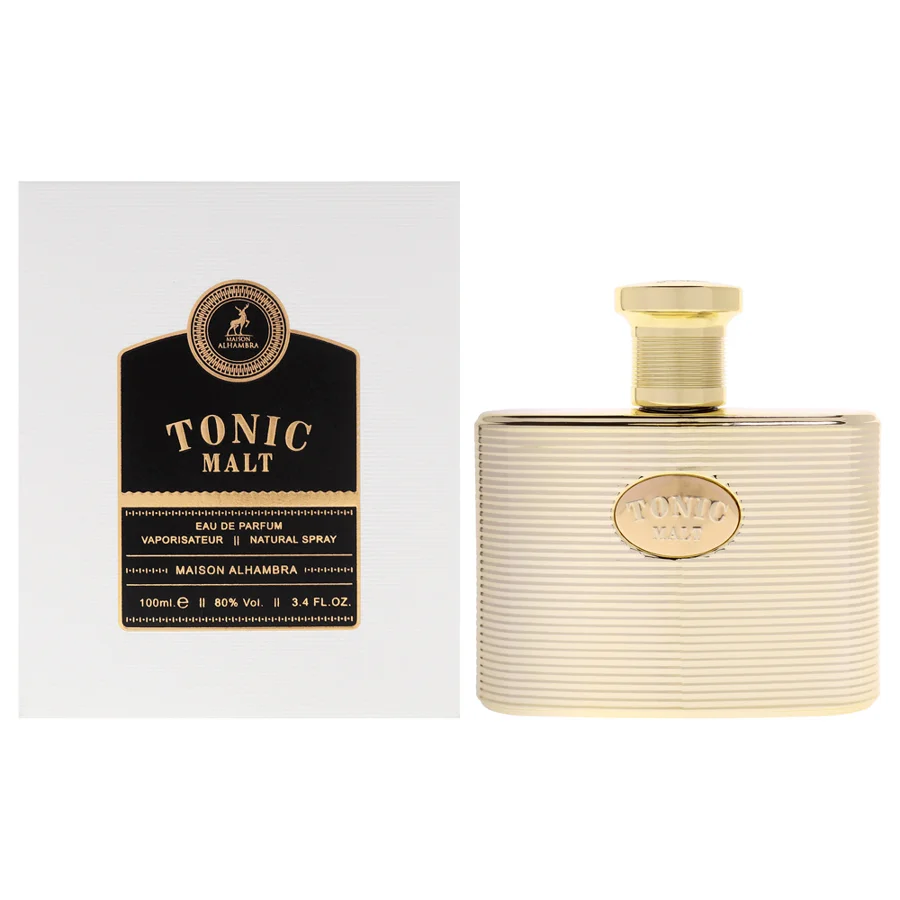 MAISON
ALHAMBRA
TONIC
MALT
EAU DE PARFUM
VAPORISATEUR || NATURAL SPRAY
MAISON ALHAMBRA
100ml.℮ || 80% Vol. || 3.4 FL.OZ.
TONIC
MALT